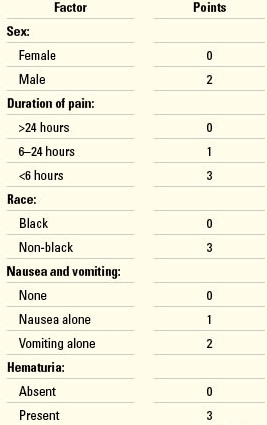 Factor Points
Sex:
Female 0
Male 2
Duration of pain:
>24 hours 0
6–24 hours 1
<6 hours 3
Race:
Black 0
Non-black 3
Nausea and vomiting:
None 0
Nausea alone 1
Vomiting alone 2
Hematuria:
Absent 0
Present 3